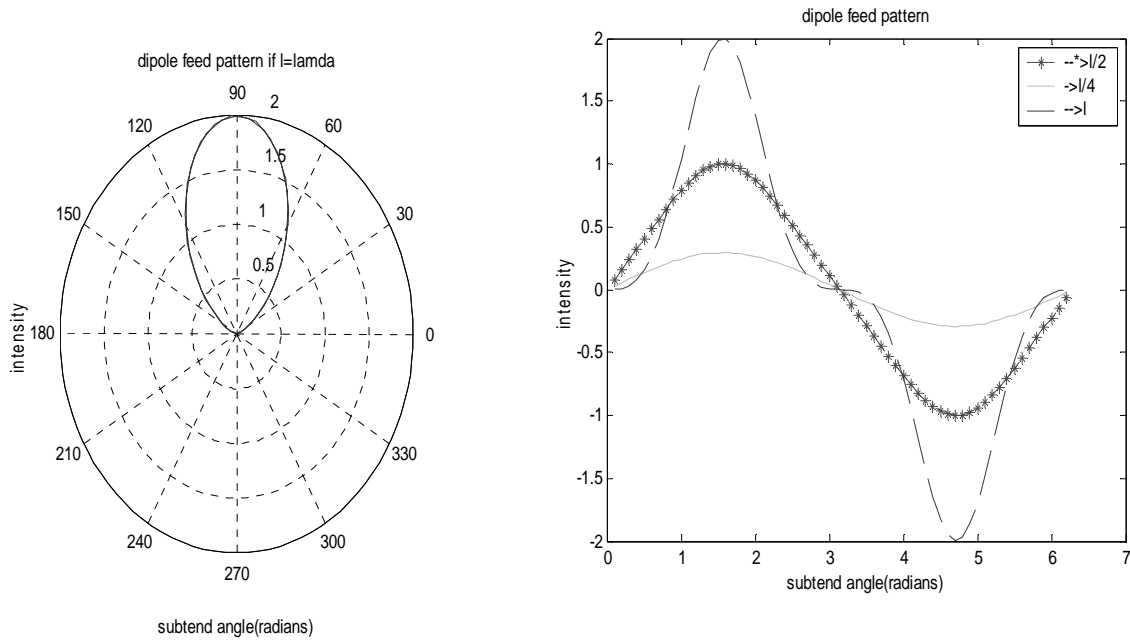 dipole feed pattern if l=lamda
90
2
120
60
1.5
150
30
1
0.5
intensity
180
0
210
330
240
300
270
subtend angle(radians)
dipole feed pattern
2
1.5
1
0.5
0
-0.5
-1
-1.5
-2
intensity
--*>l/2
->l/4
-->l
0 1 2 3 4 5 6 7
subtend angle(radians)